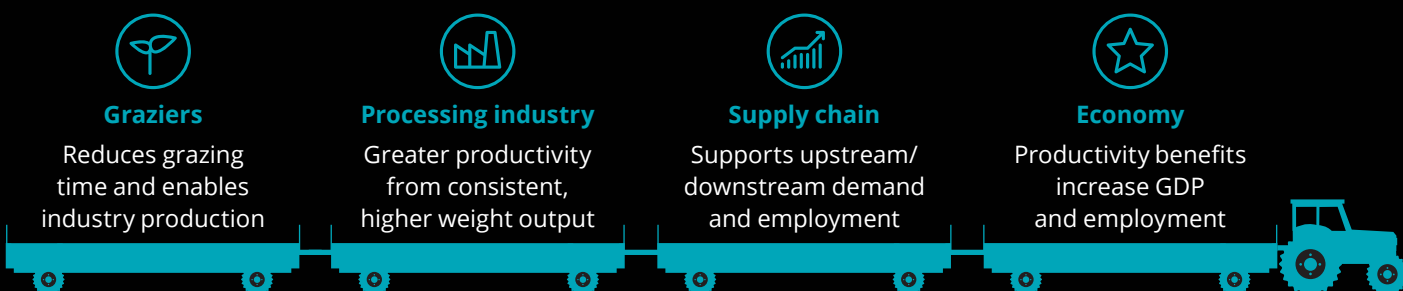 Graziers
Reduces grazing
time and enables
industry production
Processing industry
Greater productivity
from consistent,
higher weight output
Supply chain
Supports upstream/
downstream demand
and employment
Economy
Productivity benefits
increase GDP
and employment